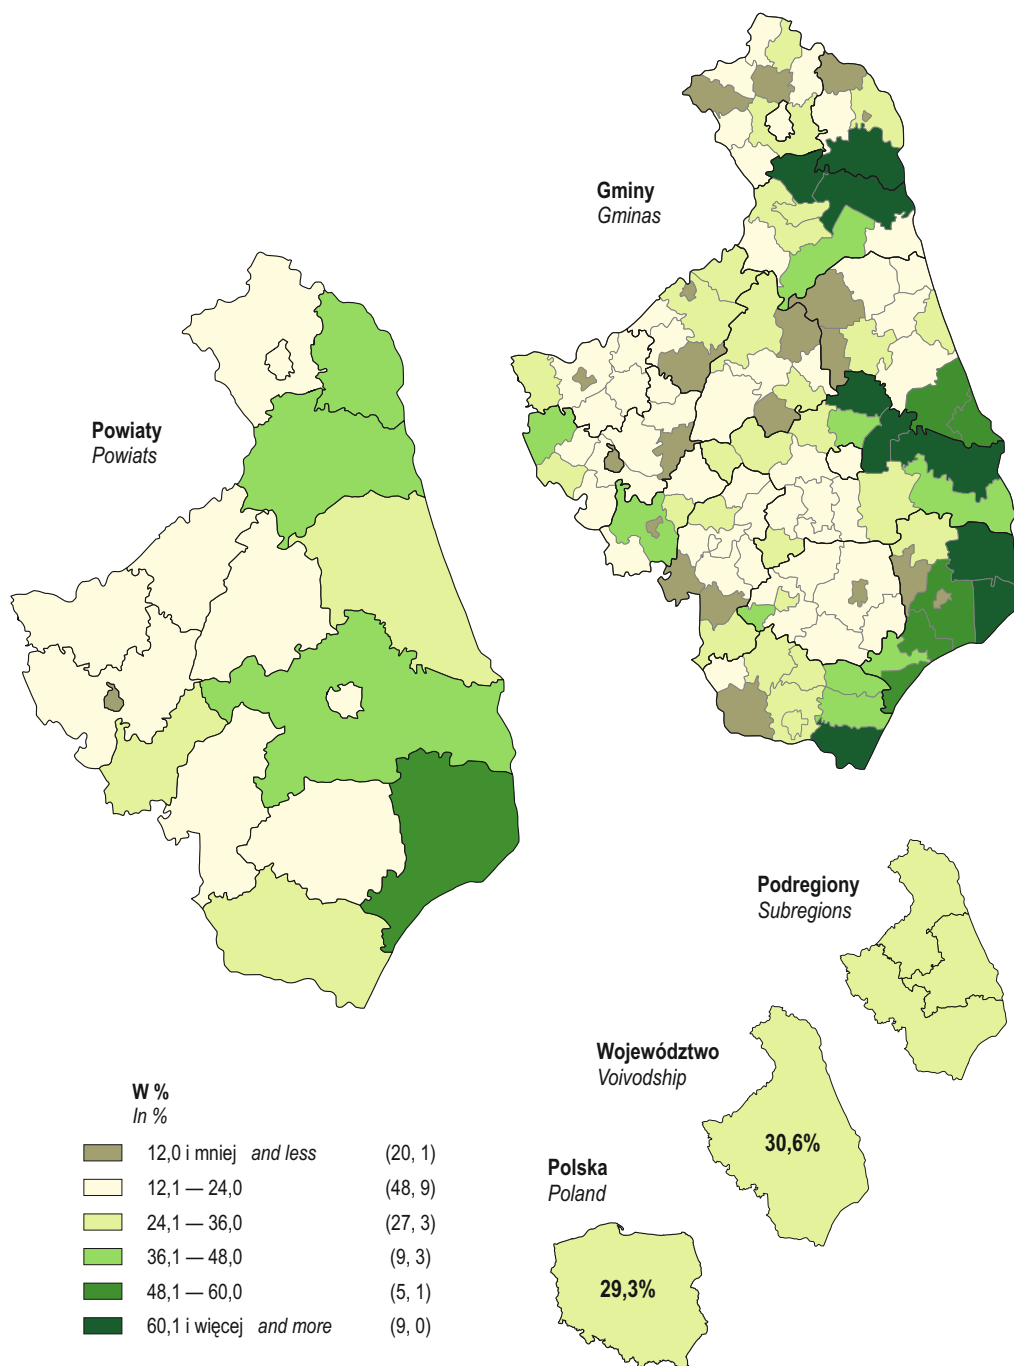 Gminy
Gminas
Powiaty
Powiats
Podregiony
Subregions
Województwo
Voivodship
30,6%
Polska
Poland
29,3%
W %
In %
12,0 i mniej and less (20, 1)
12,1 — 24,0 (48, 9)
24,1 — 36,0 (27, 3)
36,1 — 48,0 (9, 3)
48,1 — 60,0 (5, 1)
60,1 i więcej and more (9, 0)